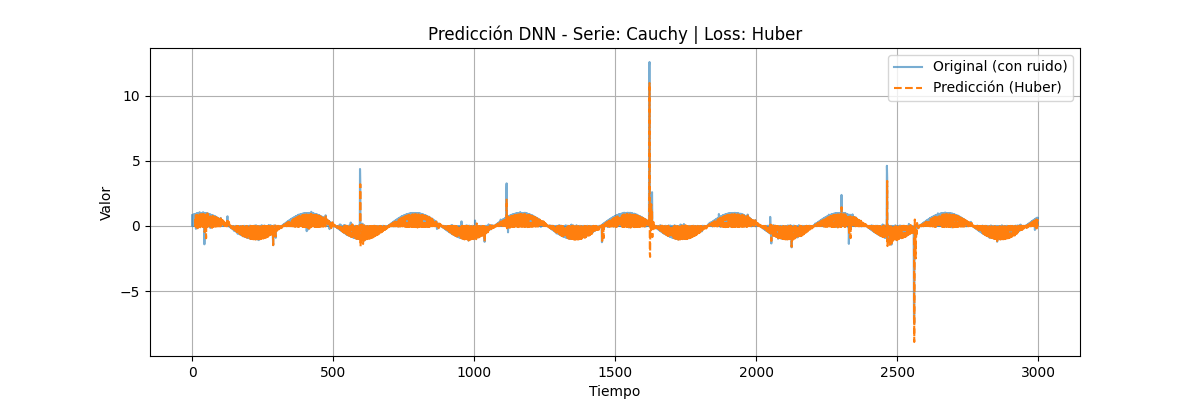 Predicción DNN - Serie: Cauchy | Loss: Huber
Original (con ruido)
Predicción (Huber)
Valor
10
5
0
−5
0
500
1000
1500
2000
2500
3000
Tiempo